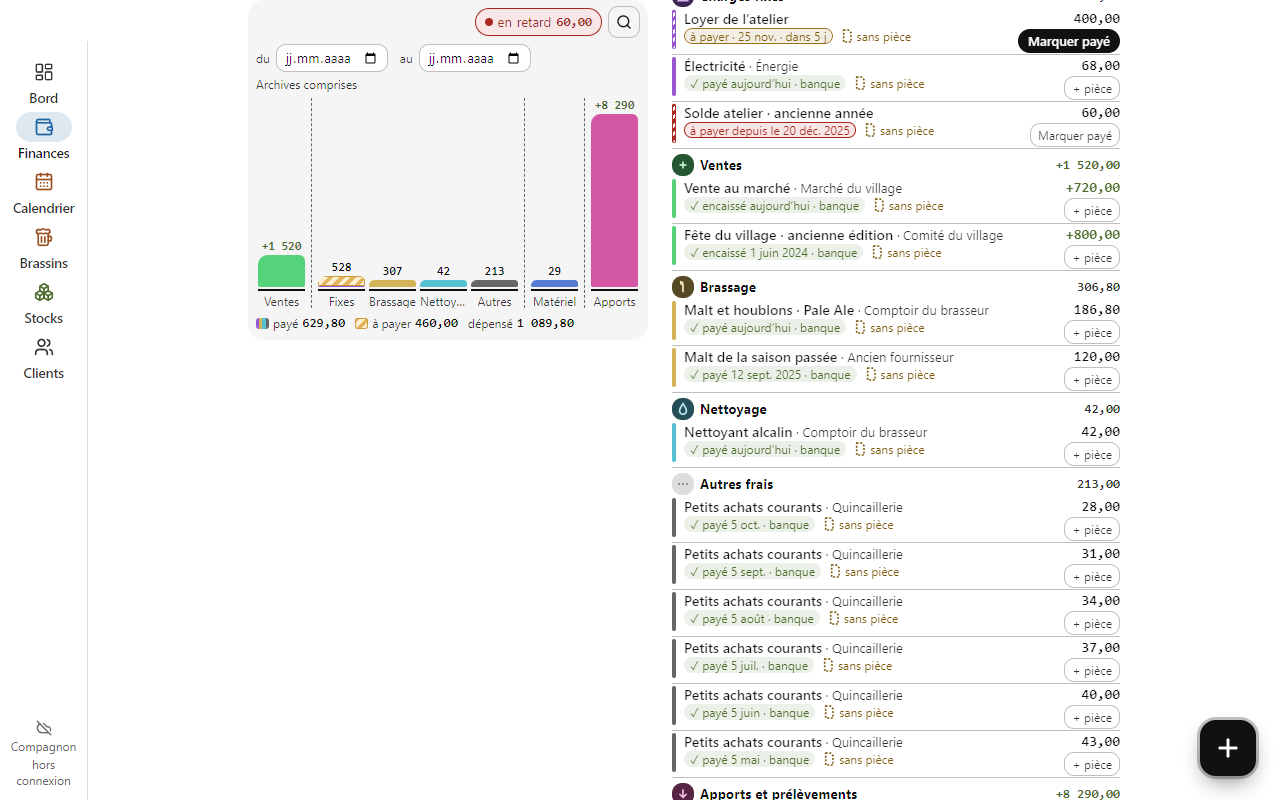 Bord
Finances
Calendrier
Brassins
Stocks
Clients
Compagnon
hors
connexion
en retard 60,00
du jj.mm.aaaa au jj.mm.aaaa
Archives comprises
+8 290
+1 520
528
307
42
213
29
Ventes
Fixes
Brassage
Nettoy…
Autres
Matériel
Apports
payé 629,80 à payer 460,00 dépensé 1 089,80
Loyer de l’atelier 400,00
à payer · 25 nov. · dans 5 j sans pièce
Marquer payé
Électricité · Énergie 68,00
✓ payé aujourd’hui · banque sans pièce
+ pièce
Solde atelier · ancienne année 60,00
à payer depuis le 20 déc. 2025 sans pièce
Marquer payé
Ventes +1 520,00
Vente au marché · Marché du village +720,00
✓ encaissé aujourd’hui · banque sans pièce
+ pièce
Fête du village · ancienne édition · Comité du village +800,00
✓ encaissé 1 juin 2024 · banque sans pièce
+ pièce
Brassage 306,80
Malt et houblons · Pale Ale · Comptoir du brasseur 186,80
✓ payé aujourd’hui · banque sans pièce
+ pièce
Malt de la saison passée · Ancien fournisseur 120,00
✓ payé 12 sept. 2025 · banque sans pièce
+ pièce
Nettoyage 42,00
Nettoyant alcalin · Comptoir du brasseur 42,00
✓ payé aujourd’hui · banque sans pièce
+ pièce
Autres frais 213,00
Petits achats courants · Quincaillerie 28,00
✓ payé 5 oct. · banque sans pièce
+ pièce
Petits achats courants · Quincaillerie 31,00
✓ payé 5 sept. · banque sans pièce
+ pièce
Petits achats courants · Quincaillerie 34,00
✓ payé 5 août · banque sans pièce
+ pièce
Petits achats courants · Quincaillerie 37,00
✓ payé 5 juil. · banque sans pièce
+ pièce
Petits achats courants · Quincaillerie 40,00
✓ payé 5 juin · banque sans pièce
+ pièce
Petits achats courants · Quincaillerie 43,00
✓ payé 5 mai · banque sans pièce
+ pièce
Apports et prélèvements +8 290,00